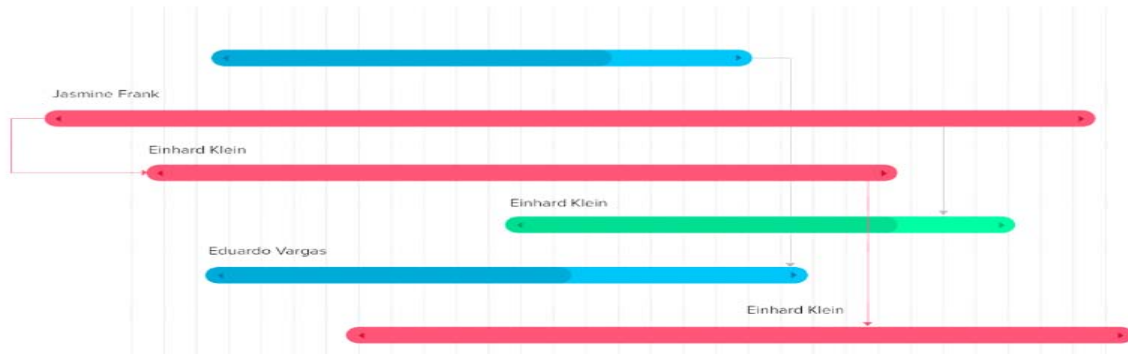 Jasmine Frank
Einhard Klein
Einhard Klein
Eduardo Vargas
Einhard Klein